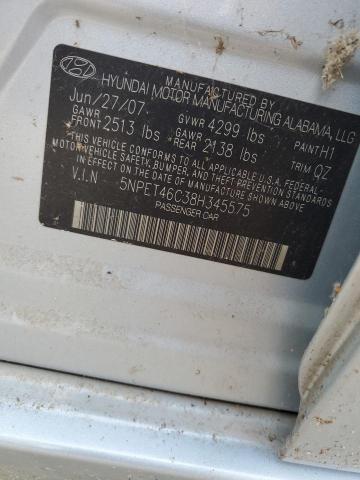 MANUFACTURED BY
HYUNDAI MOTOR MANUFACTURING ALABAMA, LLC
Jun/27/07 GVWR 4299 lbs PAINT H1
GAWR FRONT 2513 lbs GAWR REAR 2138 lbs TRIM QZ
THIS VEHICLE CONFORMS TO ALL APPLICABLE U.S.A FEDERAL
MOTOR VEHICLE SAFETY, BUMPER, AND THEFT PREVENTION STANDARDS
IN EFFECT ON THE DATE OF MANUFACTURE SHOWN ABOVE.
V.I.N 5NPET46C38H345575
PASSENGER CAR